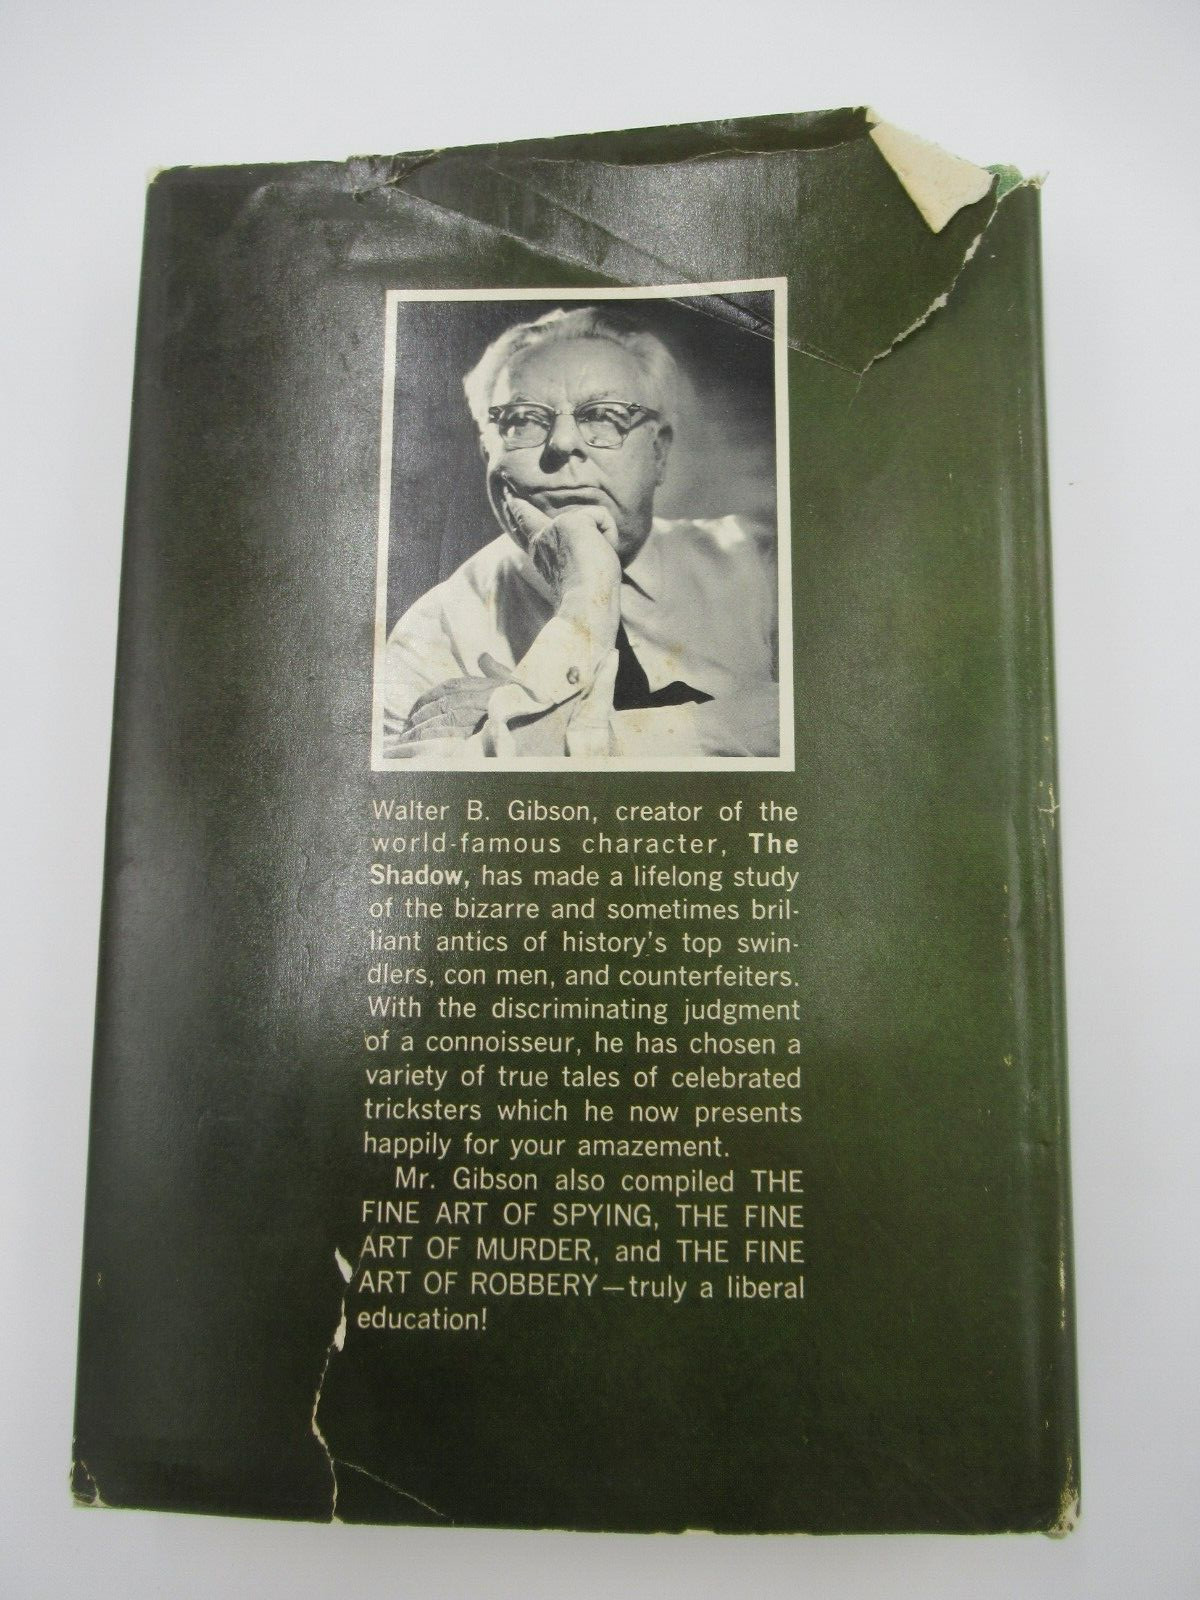 Walter B. Gibson, creator of the
world-famous character, The
Shadow, has made a lifelong study
of the bizarre and sometimes bril-
liant antics of history's top swin-
dlers, con men, and counterfeiters.
With the discriminating judgment
of a connoisseur, he has chosen a
variety of true tales of celebrated
tricksters which he now presents
happily for your amazement.
Mr. Gibson also compiled THE
FINE ART OF SPYING, THE FINE
ART OF MURDER, and THE FINE
ART OF ROBBERY—truly a liberal
education!